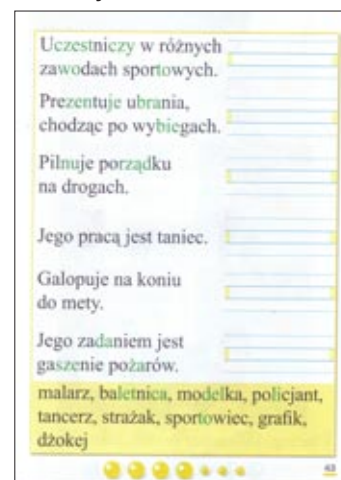 Uczestniczy w różnych
zawodach sportowych.
Prezentuje ubrania,
chodząc po wybiegach.
Pilnuje porządku
na drogach.
Jego pracą jest taniec.
Galopuje na koniu
do mety.
Jego zadaniem jest
gaszenie pożarów.
malarz, baletnica, modelka, policjant,
tancerz, strażak, sportowiec, grafik,
dżokej
43